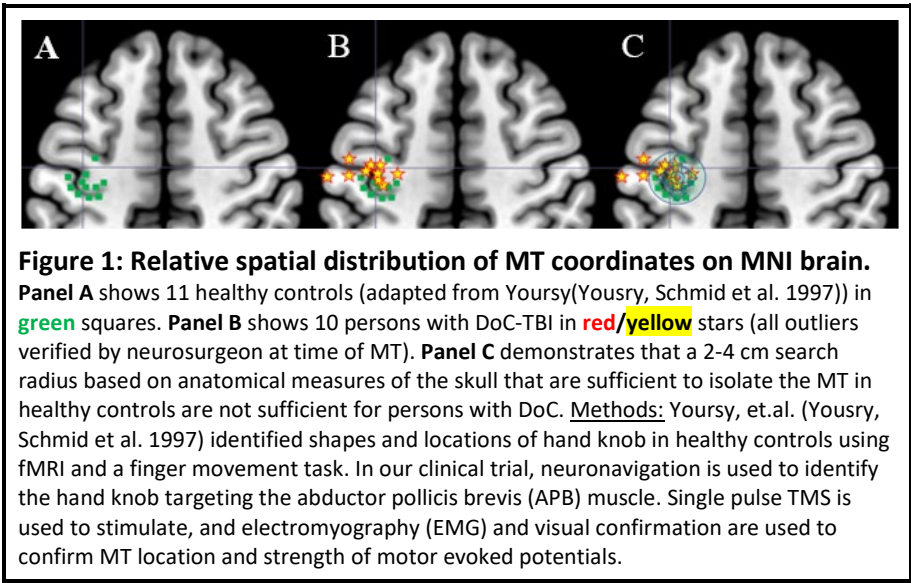 A B C
Figure 1: Relative spatial distribution of MT coordinates on MNI brain.
Panel A shows 11 healthy controls (adapted from Yoursy(Yousry, Schmid et al. 1997)) in
green squares. Panel B shows 10 persons with DoC-TBI in red/yellow stars (all outliers
verified by neurosurgeon at time of MT). Panel C demonstrates that a 2-4 cm search
radius based on anatomical measures of the skull that are sufficient to isolate the MT in
healthy controls are not sufficient for persons with DoC. Methods: Yoursy, et.al. (Yousry,
Schmid et al. 1997) identified shapes and locations of hand knob in healthy controls using
fMRI and a finger movement task. In our clinical trial, neuronavigation is used to identify
the hand knob targeting the abductor pollicis brevis (APB) muscle. Single pulse TMS is
used to stimulate, and electromyography (EMG) and visual confirmation are used to
confirm MT location and strength of motor evoked potentials.